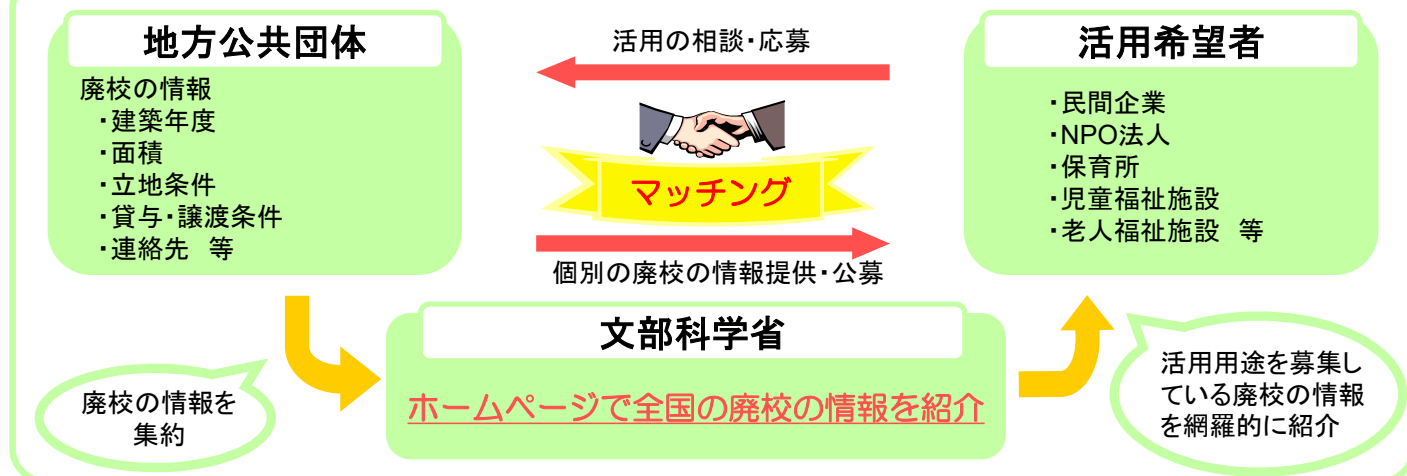 地方公共団体
廃校の情報
・建築年度
・面積
・立地条件
・貸与・譲渡条件
・連絡先　等
活用の相談・応募
マッチング
個別の廃校の情報提供・公募
活用希望者
・民間企業
・NPO法人
・保育所
・児童福祉施設
・老人福祉施設　等
廃校の情報を
集約
文部科学省
ホームページで全国の廃校の情報を紹介
活用用途を募集し
ている廃校の情報
を網羅的に紹介